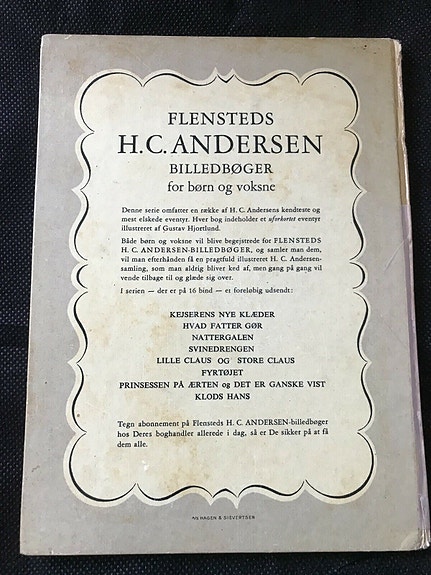 FLENSTEDS
H. C. ANDERSEN
BILLEDBØGER
for børn og voksne
Denne serie omfatter en række af H. C. Andersens kendteste og
mest elskede eventyr. Hver bog indeholder et uforkortet eventyr
illustreret af Gustav Hjortlund.
Både børn og voksne vil blive begejstrede for FLENSTEDS
H. C. ANDERSEN-BILLEDBØGER, og samler man dem,
vil man efterhånden få en pragtfuld illustreret H. C. Andersen-
samling, som man aldrig bliver ked af, men gang på gang vil
vende tilbage til og glæde sig over.
I serien — der er på 16 bind — er foreløbig udsendt:
KEJSERENS NYE KLÆDER
HVAD FATTER GØR
NATTERGALEN
SVINEDRENGEN
LILLE CLAUS OG STORE CLAUS
FYRTØJET
PRINSESSEN PÅ ÆRTEN og DET ER GANSKE VIST
KLODS HANS
Tegn abonnement på Flensteds H. C. ANDERSEN-billedbøger
hos Deres boghandler allerede i dag, så er De sikker på at få
dem alle.
HAGEN & SIEVERTSEN